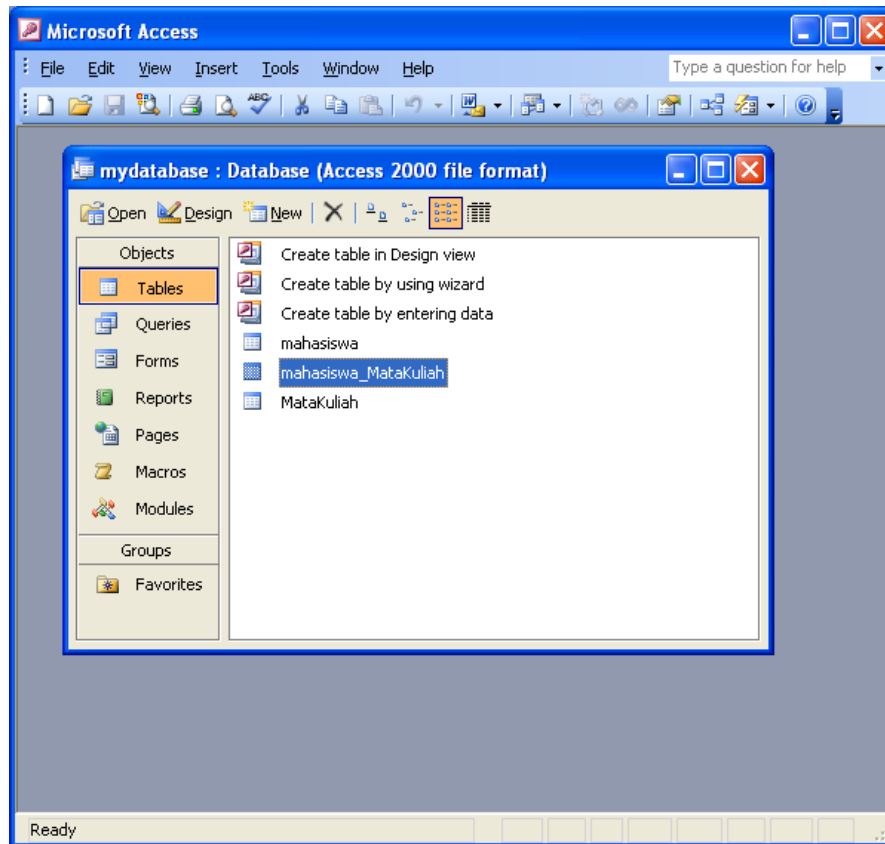 Microsoft Access
File Edit View Insert Tools Window Help Type a question for help
ABC W
mydatabase : Database (Access 2000 file format)
Open Design New
Objects
Tables
Queries
Forms
Reports
Pages
Macros
Modules
Groups
Favorites
Create table in Design view
Create table by using wizard
Create table by entering data
mahasiswa
mahasiswa_MataKuliah
MataKuliah
Ready